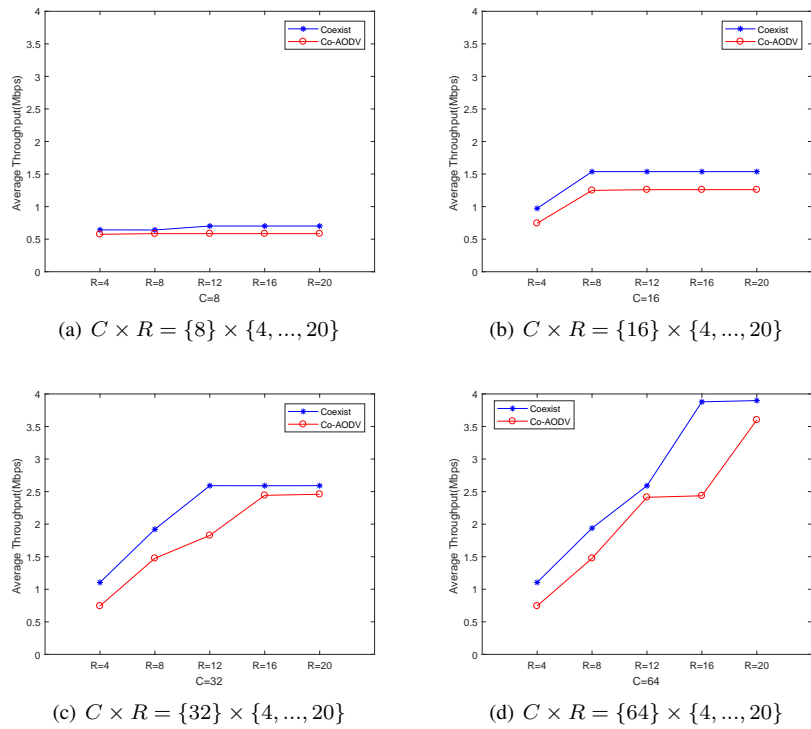 4
3.5
3
2.5
2
1.5
1
0.5
0
Average Throughput(Mbps)
Coexist
Co-AODV
R=4 R=8 R=12 R=16 R=20
C=8
(a) C × R = {8} × {4, ..., 20}
4
3.5
3
2.5
2
1.5
1
0.5
0
Average Throughput(Mbps)
Coexist
Co-AODV
R=4 R=8 R=12 R=16 R=20
C=16
(b) C × R = {16} × {4, ..., 20}
4
3.5
3
2.5
2
1.5
1
0.5
0
Average Throughput(Mbps)
Coexist
Co-AODV
R=4 R=8 R=12 R=16 R=20
C=32
(c) C × R = {32} × {4, ..., 20}
4
3.5
3
2.5
2
1.5
1
0.5
0
Average Throughput(Mbps)
Coexist
Co-AODV
R=4 R=8 R=12 R=16 R=20
C=64
(d) C × R = {64} × {4, ..., 20}